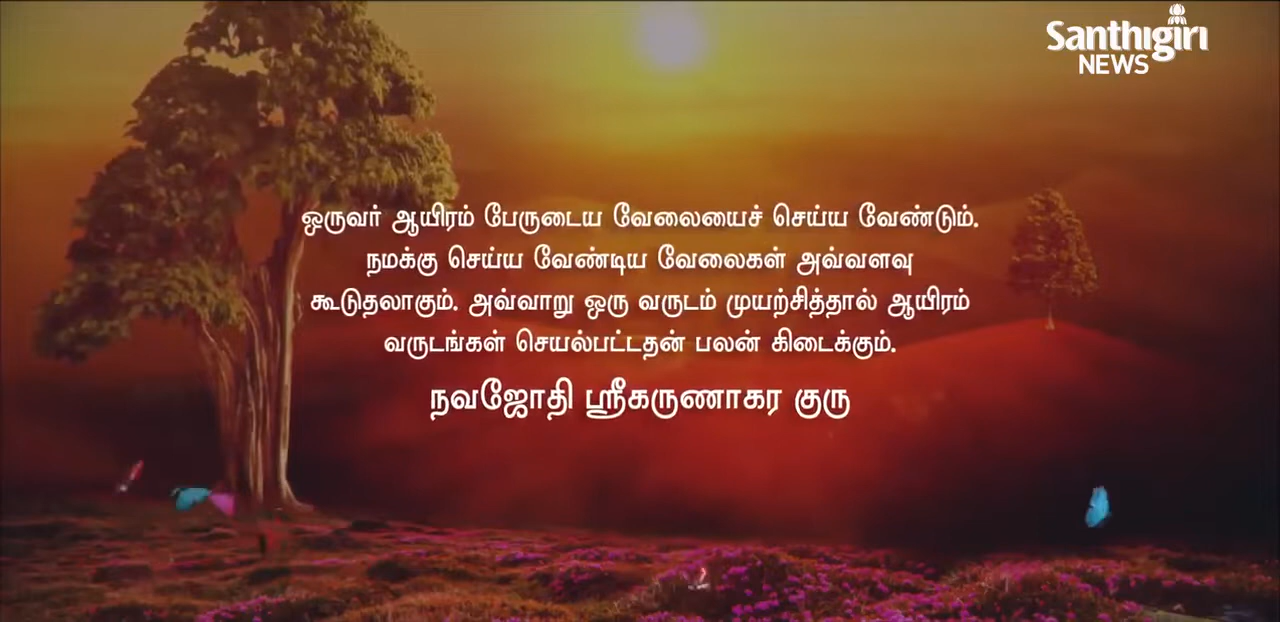 Santhigiri
NEWS
ஒருவர் ஆயிரம் பேருடைய வேலையைச் செய்ய வேண்டும்.
நமக்கு செய்ய வேண்டிய வேலைகள் அவ்வளவு
கூடுதலாகும். அவ்வாறு ஒரு வருடம் முயற்சித்தால் ஆயிரம்
வருடங்கள் செயல்பட்டதன் பலன் கிடைக்கும்.
நவஜோதி ஸ்ரீகருணாகர குரு